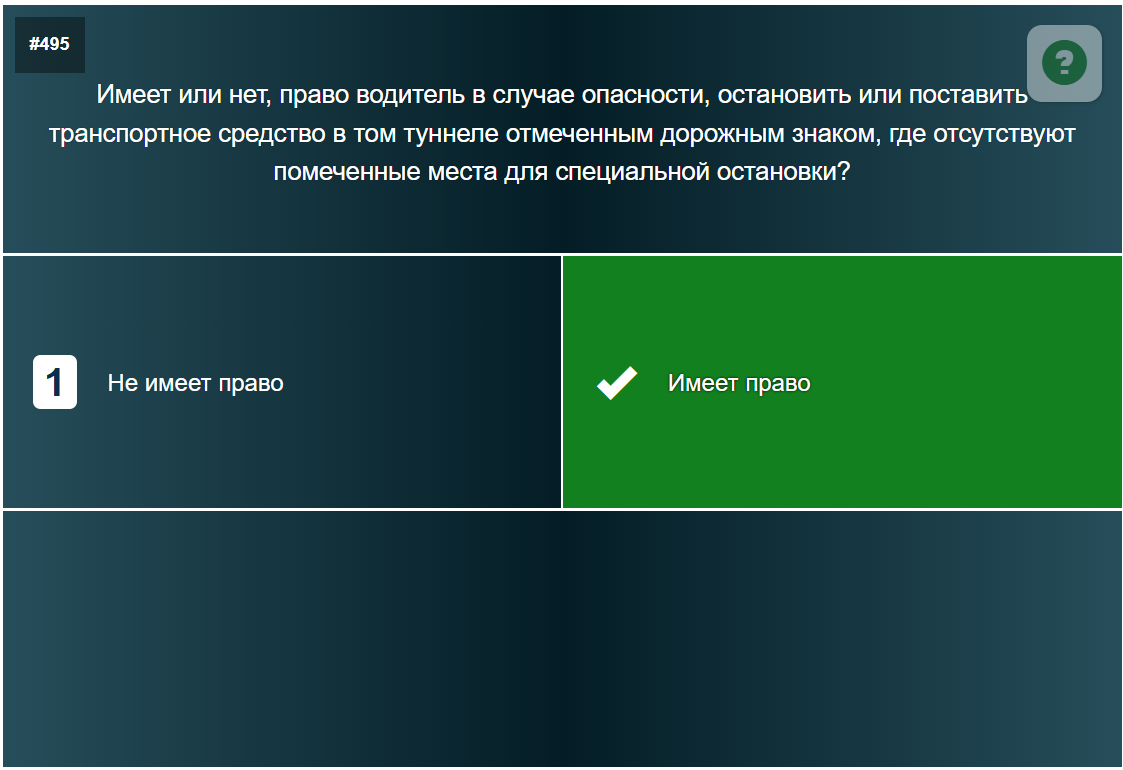 #495
Имеет или нет, право водитель в случае опасности, остановить или поставить
транспортное средство в том туннеле отмеченным дорожным знаком, где отсутствуют
помеченные места для специальной остановки?
1 Не имеет право
Имеет право